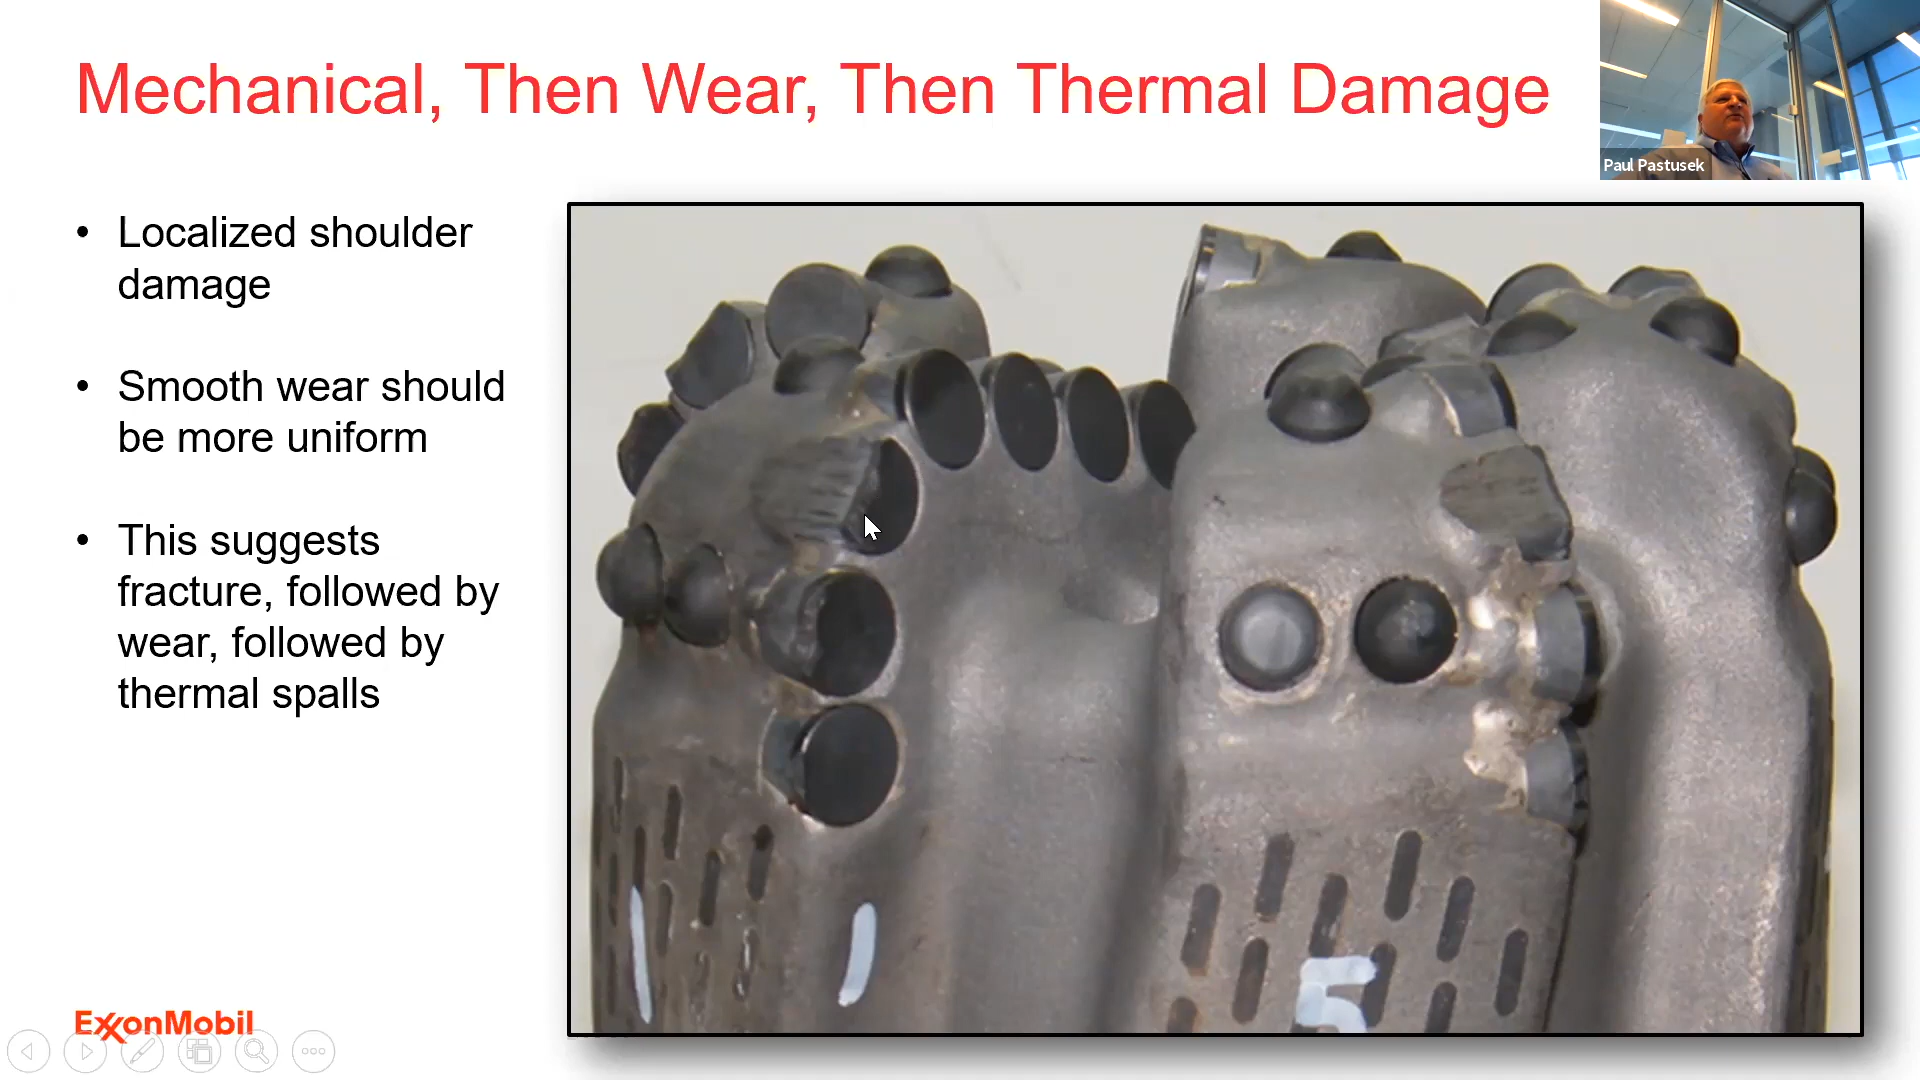 Mechanical, Then Wear, Then Thermal Damage
Paul Pastusek
• Localized shoulder
damage
• Smooth wear should
be more uniform
• This suggests
fracture, followed by
wear, followed by
thermal spalls
5
ExxonMobil